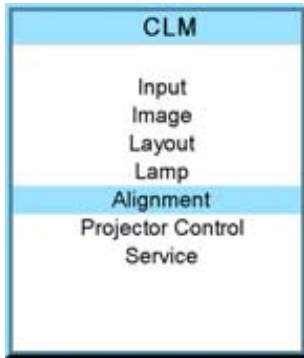 CLM
Input
Image
Layout
Lamp
Alignment
Projector Control
Service